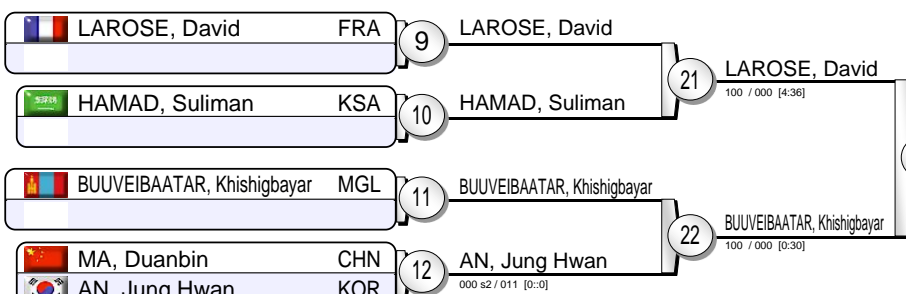 LAROSE, David FRA
9
LAROSE, David
HAMAD, Suliman KSA
10
HAMAD, Suliman
21
LAROSE, David
100 / 000 [4:36]
BUUVEIBAATAR, Khishigbayar MGL
11
BUUVEIBAATAR, Khishigbayar
MA, Duanbin CHN
AN, Jung Hwan KOR
12
AN, Jung Hwan
000 s2 / 011 [0::0]
22
BUUVEIBAATAR, Khishigbayar
100 / 000 [0:30]